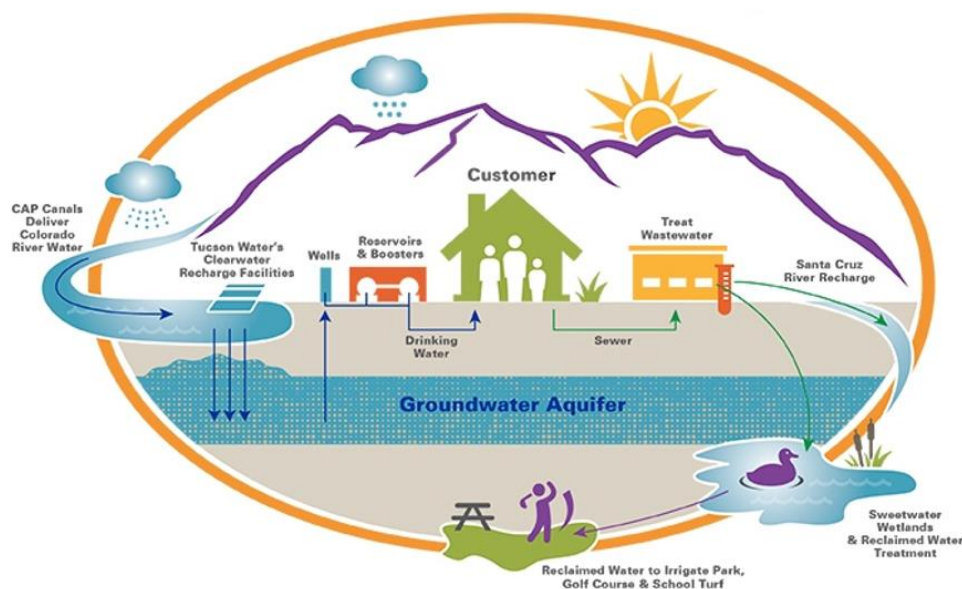 Customer
CAP Canals
Deliver
Colorado
River Water
Tucson Water's
Clearwater
Recharge Facilities
Wells
Reservoirs
& Boosters
Treat
Wastewater
Santa Cruz
River Recharge
Drinking
Water
Sewer
Groundwater Aquifer
Sweetwater
Wetlands
& Reclaimed Water
Treatment
Reclaimed Water to Irrigate Park,
Golf Course & School Turf